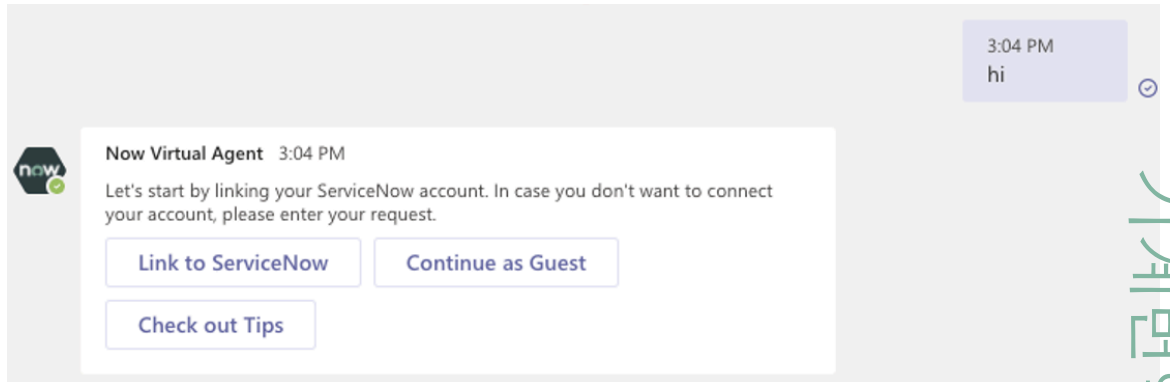 3:04 PM
hi
now
Now Virtual Agent 3:04 PM
Let's start by linking your ServiceNow account. In case you don't want to connect
your account, please enter your request.
Link to ServiceNow
Continue as Guest
Check out Tips